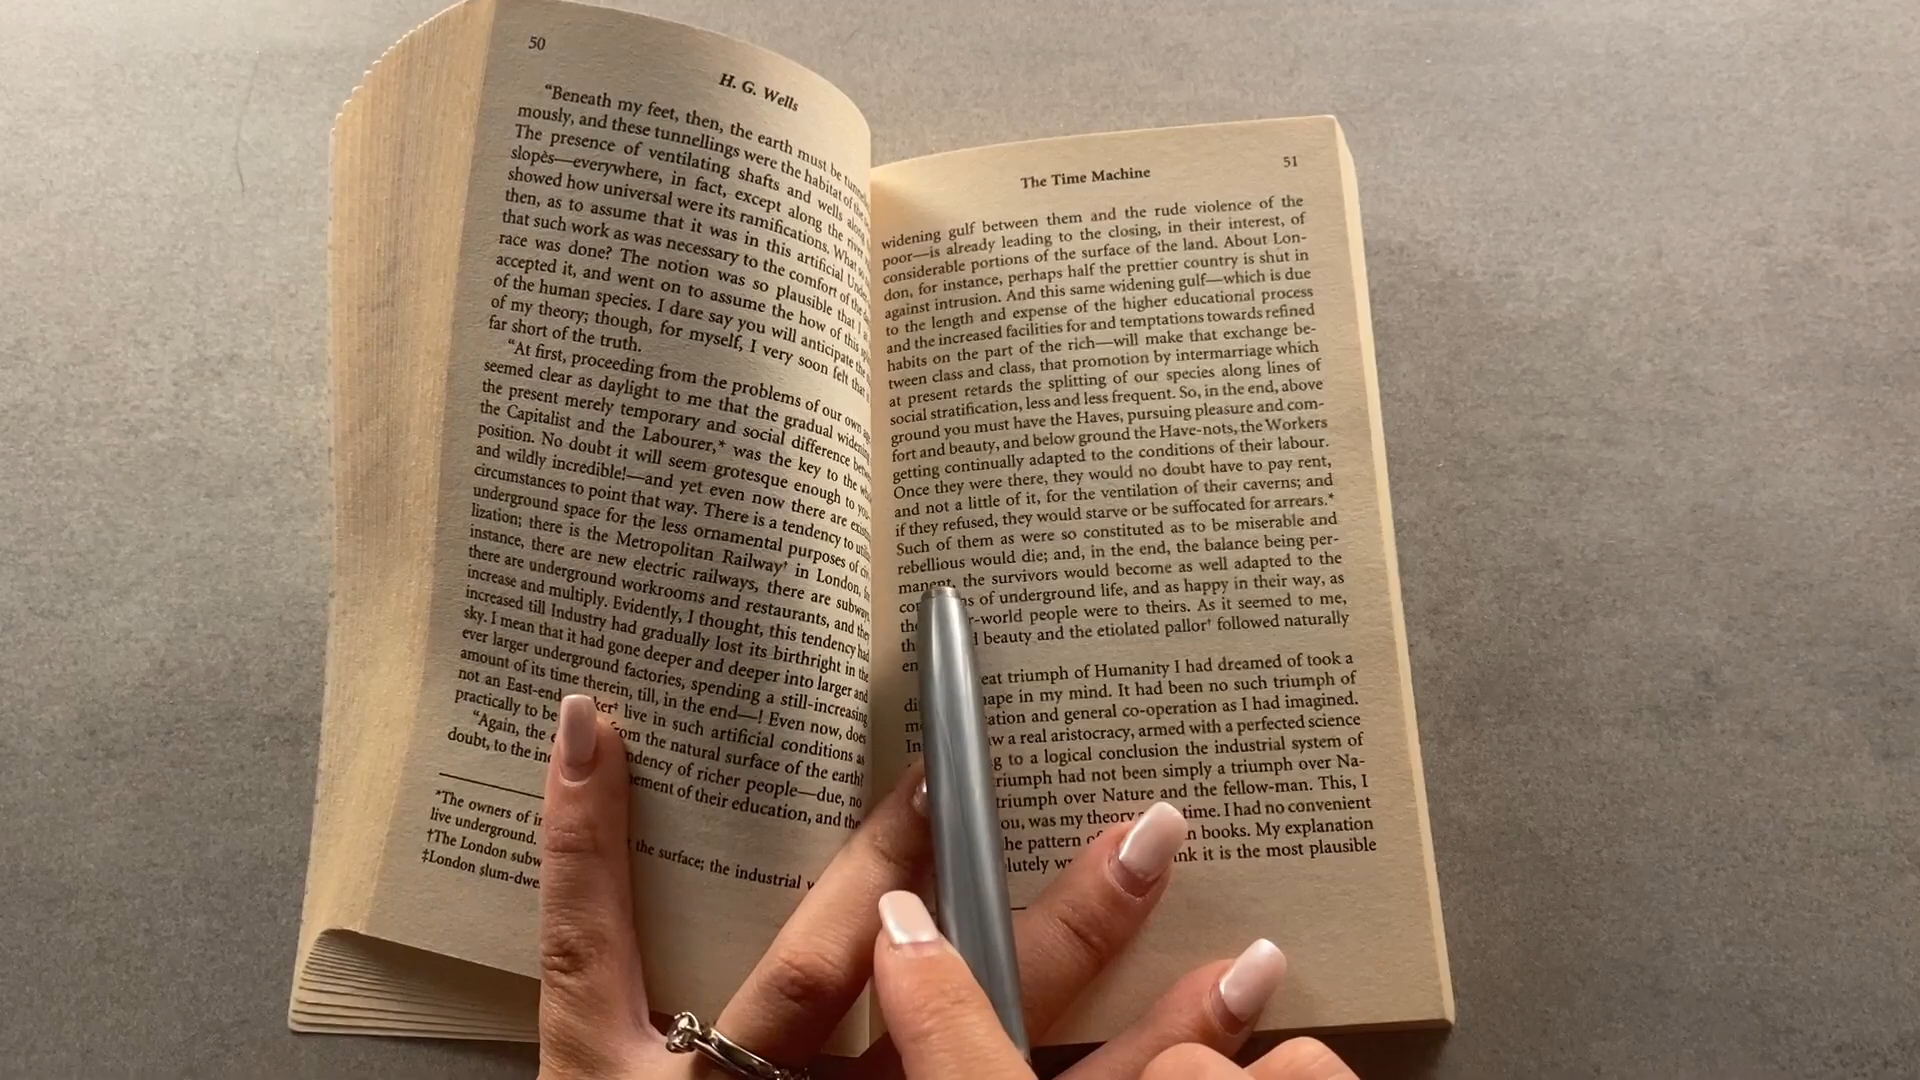 50
H. G. Wells
"Beneath my feet, then, the earth must be
mously, and these tunnellings were the habitat of the
The presence of ventilating shafts and wells along
slopes—everywhere, in fact, except along the river
showed how universal were its ramifications. What
then, as to assume that it was in this artificial
that such work as was necessary to the comfort of the
race was done? The notion was so plausible that I
accepted it, and went on to assume the how of this
of the human species. I dare say you will anticipate the
of my theory; though, for myself, I very soon felt that
far short of the truth.
"At first, proceeding from the problems of our own
seemed clear as daylight to me that the gradual widening
the present merely temporary and social difference
the Capitalist and the Labourer,* was the key to the
position. No doubt it will seem grotesque enough to you—
and wildly incredible!—and yet even now there are
circumstances to point that way. There is a tendency to
underground space for the less ornamental purposes of
lization; there is the Metropolitan Railway† in London,
instance, there are new electric railways, there are subways,
there are underground workrooms and restaurants, and they
increase and multiply. Evidently, I thought, this tendency had
increased till Industry had gradually lost its birthright in the
sky. I mean that it had gone deeper and deeper into larger and
ever larger underground factories, spending a still-increasing
amount of its time therein, till, in the end—! Even now, does
not an East-end live in such artificial conditions as
practically to be from the natural surface of the earth?
"Again, the tendency of richer people—due, no
doubt, to the of their education, and the
*The owners of the surface; the industrial
live underground.
†The London
‡London
The Time Machine
51
widening gulf between them and the rude violence of the
poor—is already leading to the closing, in their interest, of
considerable portions of the surface of the land. About Lon-
don, for instance, perhaps half the prettier country is shut in
against intrusion. And this same widening gulf—which is due
to the length and expense of the higher educational process
and the increased facilities for and temptations towards refined
habits on the part of the rich—will make that exchange be-
tween class and class, that promotion by intermarriage which
at present retards the splitting of our species along lines of
social stratification, less and less frequent. So, in the end, above
ground you must have the Haves, pursuing pleasure and com-
fort and beauty, and below ground the Have-nots, the Workers
getting continually adapted to the conditions of their labour.
Once they were there, they would no doubt have to pay rent,
and not a little of it, for the ventilation of their caverns; and
if they refused, they would starve or be suffocated for arrears.*
Such of them as were so constituted as to be miserable and
rebellious would die; and, in the end, the balance being per-
manent, the survivors would become as well adapted to the
of underground life, and as happy in their way, as
people were to theirs. As it seemed to me,
beauty and the etiolated pallor† followed naturally
triumph of Humanity I had dreamed of took a
in my mind. It had been no such triumph of
and general co-operation as I had imagined.
a real aristocracy, armed with a perfected science
to a logical conclusion the industrial system of
had not been simply a triumph over Na-
triumph over Nature and the fellow-man. This, I
was my theory time. I had no convenient
pattern books. My explanation
it is the most plausible